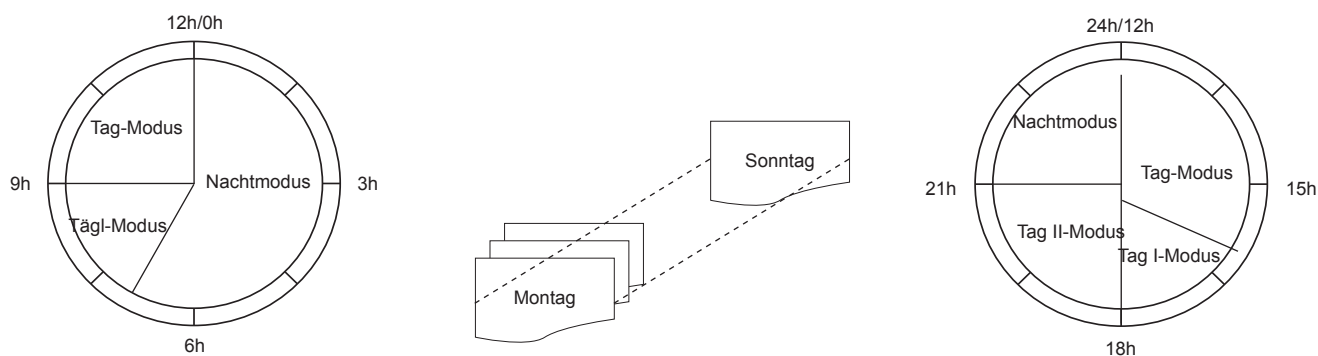 12h/0h
Tag-Modus
Nachtmodus
9h
3h
Tägl-Modus
6h
Sonntag
Montag
24h/12h
Nachtmodus
Tag-Modus
21h
15h
Tag II-Modus
Tag I-Modus
18h